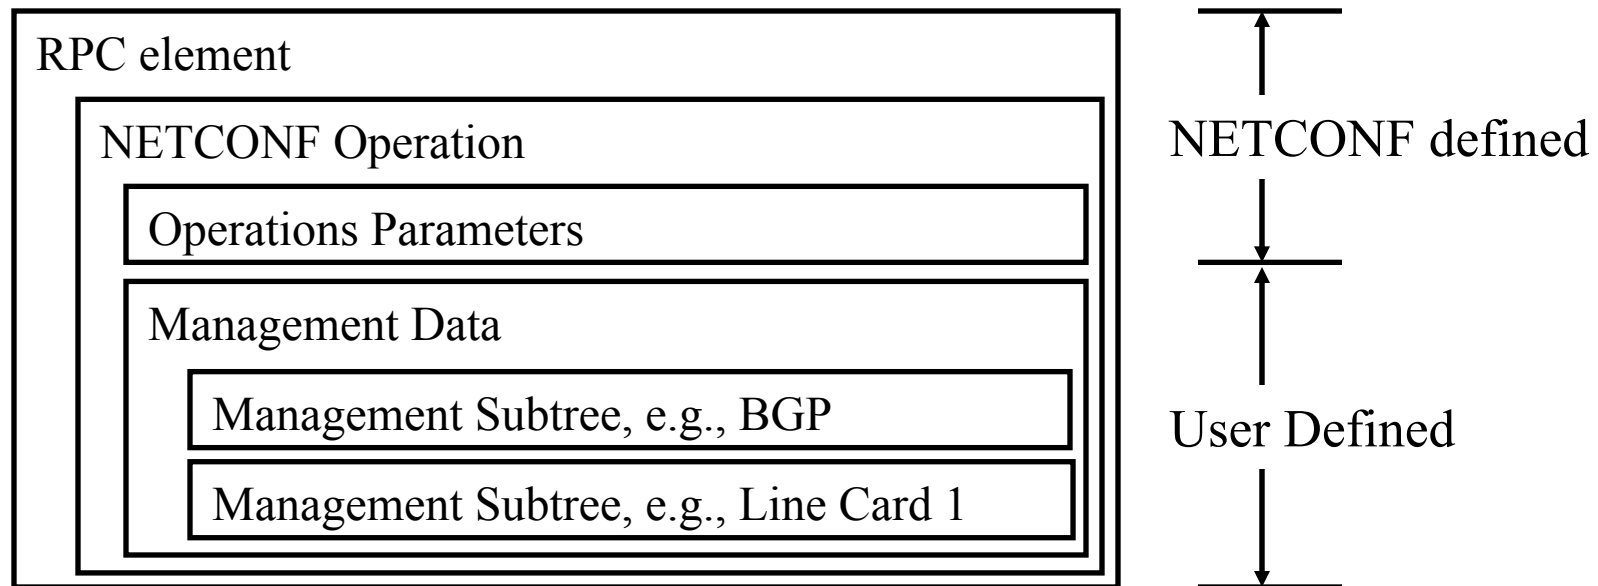 RPC element
NETCONF Operation
Operations Parameters
Management Data
Management Subtree, e.g., BGP
Management Subtree, e.g., Line Card 1
NETCONF defined
User Defined